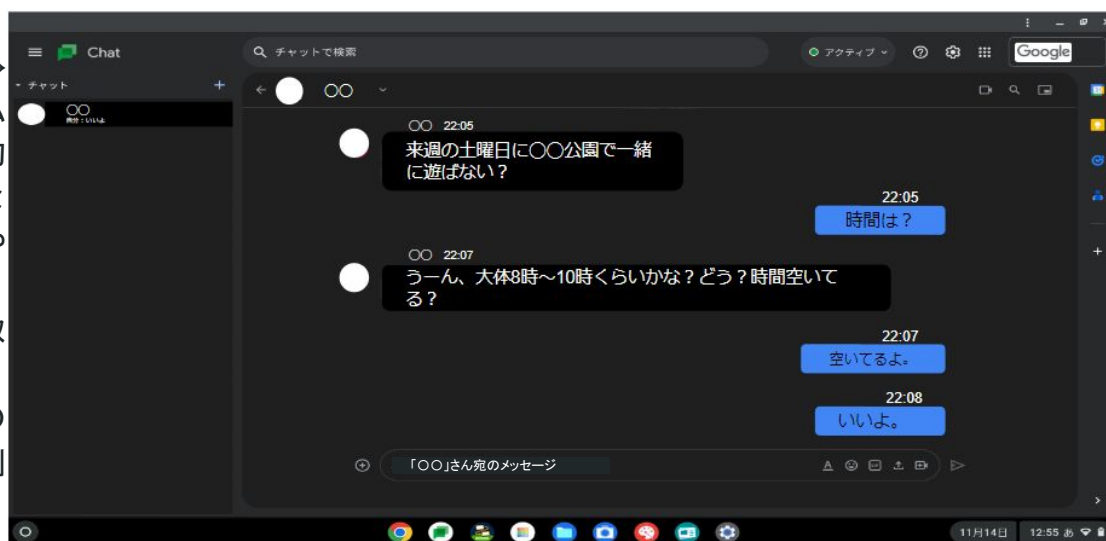 Chat
チャットで検索
アクティブ
Google
チャット
〇〇
自分：いいよ
〇〇
〇〇 22:05
来週の土曜日に〇〇公園で一緒
に遊ばない？
22:05
時間は？
〇〇 22:07
うーん、大体8時～10時くらいかな？どう？時間空いて
る？
22:07
空いてるよ。
22:08
いいよ。
「〇〇」さん宛のメッセージ
11月14日
12:55 あ